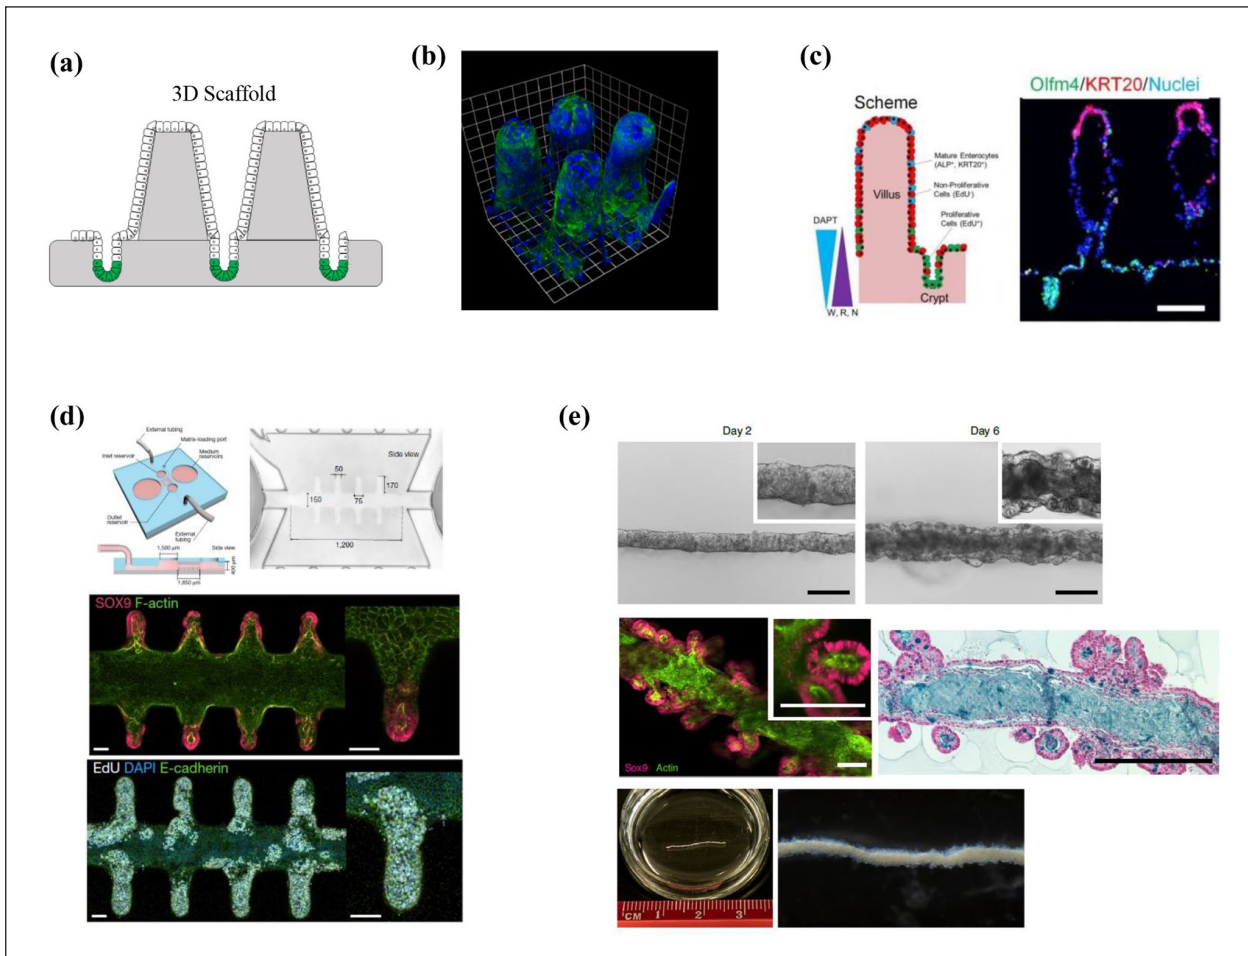 (a)
3D Scaffold
(b)
(c)
Scheme
Mature Enterocytes
(ALP⁺, KRT20⁺)
Villus
Non-Proliferative
Cells (EdU⁻)
DAPT
Proliferative
Cells (EdU⁺)
Crypt
W, R, N
Olfm4/KRT20/Nuclei
(d)
External tubing
Matrix-loading port
Inlet reservoir
Medium
reservoirs
Outlet
reservoir
External
tubing
1,500 µm
Side view
400 µm
1,850 µm
Side view
50
170
150
75
1,200
SOX9 F-actin
EdU DAPI E-cadherin
(e)
Day 2
Day 6
Sox9 Actin
CM 1 2 3